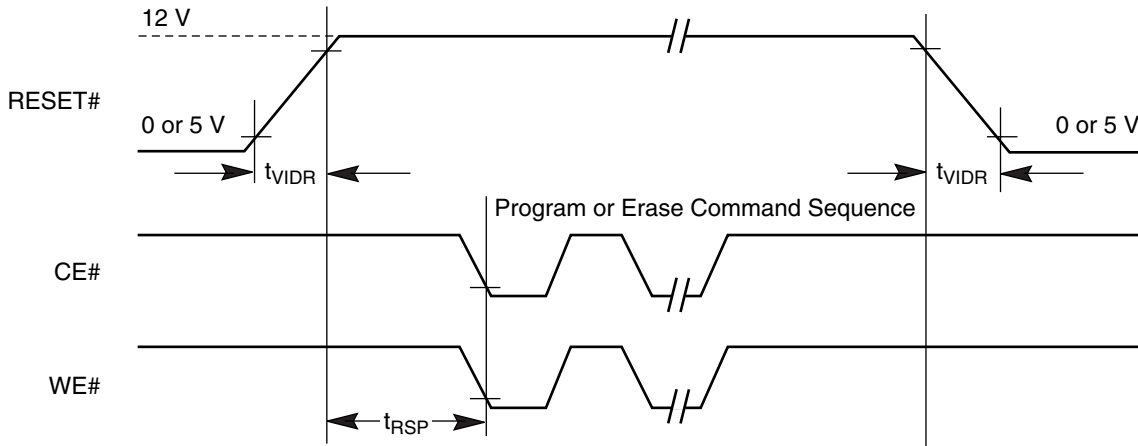 12 V
RESET#
0 or 5 V
0 or 5 V
tVIDR
tVIDR
Program or Erase Command Sequence
CE#
WE#
tRSP